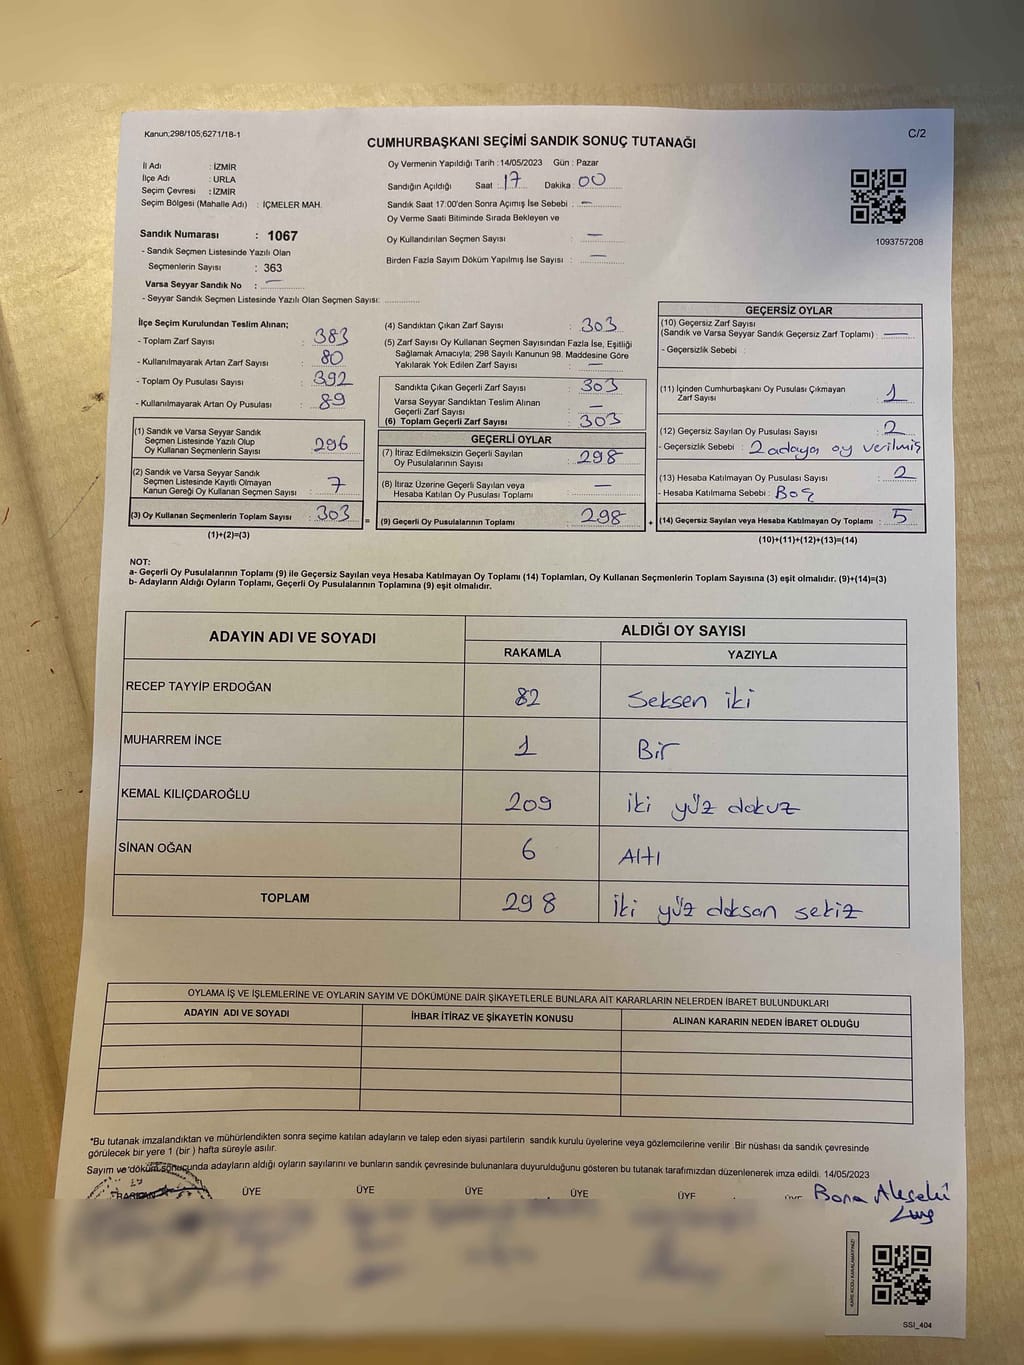 Kanun;298/105;6271/18-1
C/2
CUMHURBAŞKANI SEÇİMİ SANDIK SONUÇ TUTANAĞI
İl Adı : İZMİR
İlçe Adı : URLA
Seçim Çevresi : İZMİR
Seçim Bölgesi (Mahalle Adı) : İÇMELER MAH.
Sandık Numarası : 1067
- Sandık Seçmen Listesinde Yazılı Olan
Seçmenlerin Sayısı : 363
Varsa Seyyar Sandık No : —
- Seyyar Sandık Seçmen Listesinde Yazılı Olan Seçmen Sayısı:
Oy Vermenin Yapıldığı Tarih : 14/05/2023 Gün : Pazar
Sandığın Açıldığı Saat : 17 Dakika : 00
Sandık Saat 17:00'den Sonra Açımış İse Sebebi : —
Oy Verme Saati Bitiminde Sırada Bekleyen ve
Oy Kullandırılan Seçmen Sayısı : —
Birden Fazla Sayım Döküm Yapılmış İse Sayısı : —
1093757208
İlçe Seçim Kurulundan Teslim Alınan;
- Toplam Zarf Sayısı : 383
- Kullanılmayarak Artan Zarf Sayısı : 80
- Toplam Oy Pusulası Sayısı : 392
- Kullanılmayarak Artan Oy Pusulası : 89
(1) Sandık ve Varsa Seyyar Sandık
Seçmen Listesinde Yazılı Olup
Oy Kullanan Seçmenlerin Sayısı : 296
(2) Sandık ve Varsa Seyyar Sandık
Seçmen Listesinde Kayıtlı Olmayan
Kanun Gereği Oy Kullanan Seçmen Sayısı : 7
(3) Oy Kullanan Seçmenlerin Toplam Sayısı : 303
(1)+(2)=(3)
(4) Sandıktan Çıkan Zarf Sayısı : 303
(5) Zarf Sayısı Oy Kullanan Seçmen Sayısından Fazla İse, Eşitliği
Sağlamak Amacıyla; 298 Sayılı Kanunun 98. Maddesine Göre
Yakılarak Yok Edilen Zarf Sayısı : —
Sandıkta Çıkan Geçerli Zarf Sayısı : 303
Varsa Seyyar Sandıktan Teslim Alınan
Geçerli Zarf Sayısı : —
(6) Toplam Geçerli Zarf Sayısı : 303
GEÇERLİ OYLAR
(7) İtiraz Edilmeksizin Geçerli Sayılan
Oy Pusulalarının Sayısı : 298
(8) İtiraz Üzerine Geçerli Sayılan veya
Hesaba Katılan Oy Pusulası Toplamı : —
= (9) Geçerli Oy Pusulalarının Toplamı : 298 +
GEÇERSİZ OYLAR
(10) Geçersiz Zarf Sayısı
(Sandık ve Varsa Seyyar Sandık Geçersiz Zarf Toplamı) : —
- Geçersizlik Sebebi :
(11) İçinden Cumhurbaşkanı Oy Pusulası Çıkmayan
Zarf Sayısı : 1
(12) Geçersiz Sayılan Oy Pusulası Sayısı : 2
- Geçersizlik Sebebi : 2 adaya oy verilmiş
(13) Hesaba Katılmayan Oy Pusulası Sayısı : 2
- Hesaba Katılmama Sebebi : Boş
(14) Geçersiz Sayılan veya Hesaba Katılmayan Oy Toplamı : 5
(10)+(11)+(12)+(13)=(14)
NOT:
a- Geçerli Oy Pusulalarının Toplamı (9) ile Geçersiz Sayılan veya Hesaba Katılmayan Oy Toplamı (14) Toplamları, Oy Kullanan Seçmenlerin Toplam Sayısına (3) eşit olmalıdır. (9)+(14)=(3)
b- Adayların Aldığı Oyların Toplamı, Geçerli Oy Pusulalarının Toplamına (9) eşit olmalıdır.
ADAYIN ADI VE SOYADI ALDIĞI OY SAYISI
RAKAMLA YAZIYLA
RECEP TAYYİP ERDOĞAN 82 Seksen iki
MUHARREM İNCE 1 Bir
KEMAL KILIÇDAROĞLU 209 iki yüz dokuz
SİNAN OĞAN 6 Altı
TOPLAM 298 İki yüz doksan sekiz
OYLAMA İŞ VE İŞLEMLERİNE VE OYLARIN SAYIM VE DÖKÜMÜNE DAİR ŞİKAYETLERLE BUNLARA AİT KARARLARIN NELERDEN İBARET BULUNDUKLARI
ADAYIN ADI VE SOYADI İHBAR İTİRAZ VE ŞİKAYETİN KONUSU ALINAN KARARIN NEDEN İBARET OLDUĞU
*Bu tutanak imzalandıktan ve mühürlendikten sonra seçime katılan adayların ve talep eden siyasi partilerin sandık kurulu üyelerine veya gözlemcilerine verilir .Bir nüshası da sandık çevresinde
görülecek bir yere 1 (bir ) hafta süreyle asılır.
Sayım ve döküm sonucunda adayların aldığı oyların sayılarını ve bunların sandık çevresinde bulunanlara duyurulduğunu gösteren bu tutanak tarafımızdan düzenlenerek imza edildi. 14/05/2023
ÜYE ÜYE ÜYE ÜYE ÜYE
SSI_404